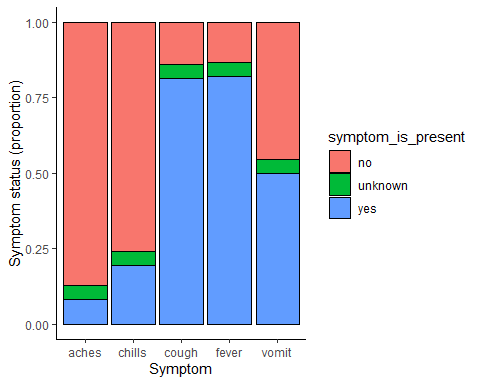 1.00
0.75
0.50
0.25
0.00
Symptom status (proportion)
aches chills cough fever vomit
Symptom
symptom_is_present
no
unknown
yes